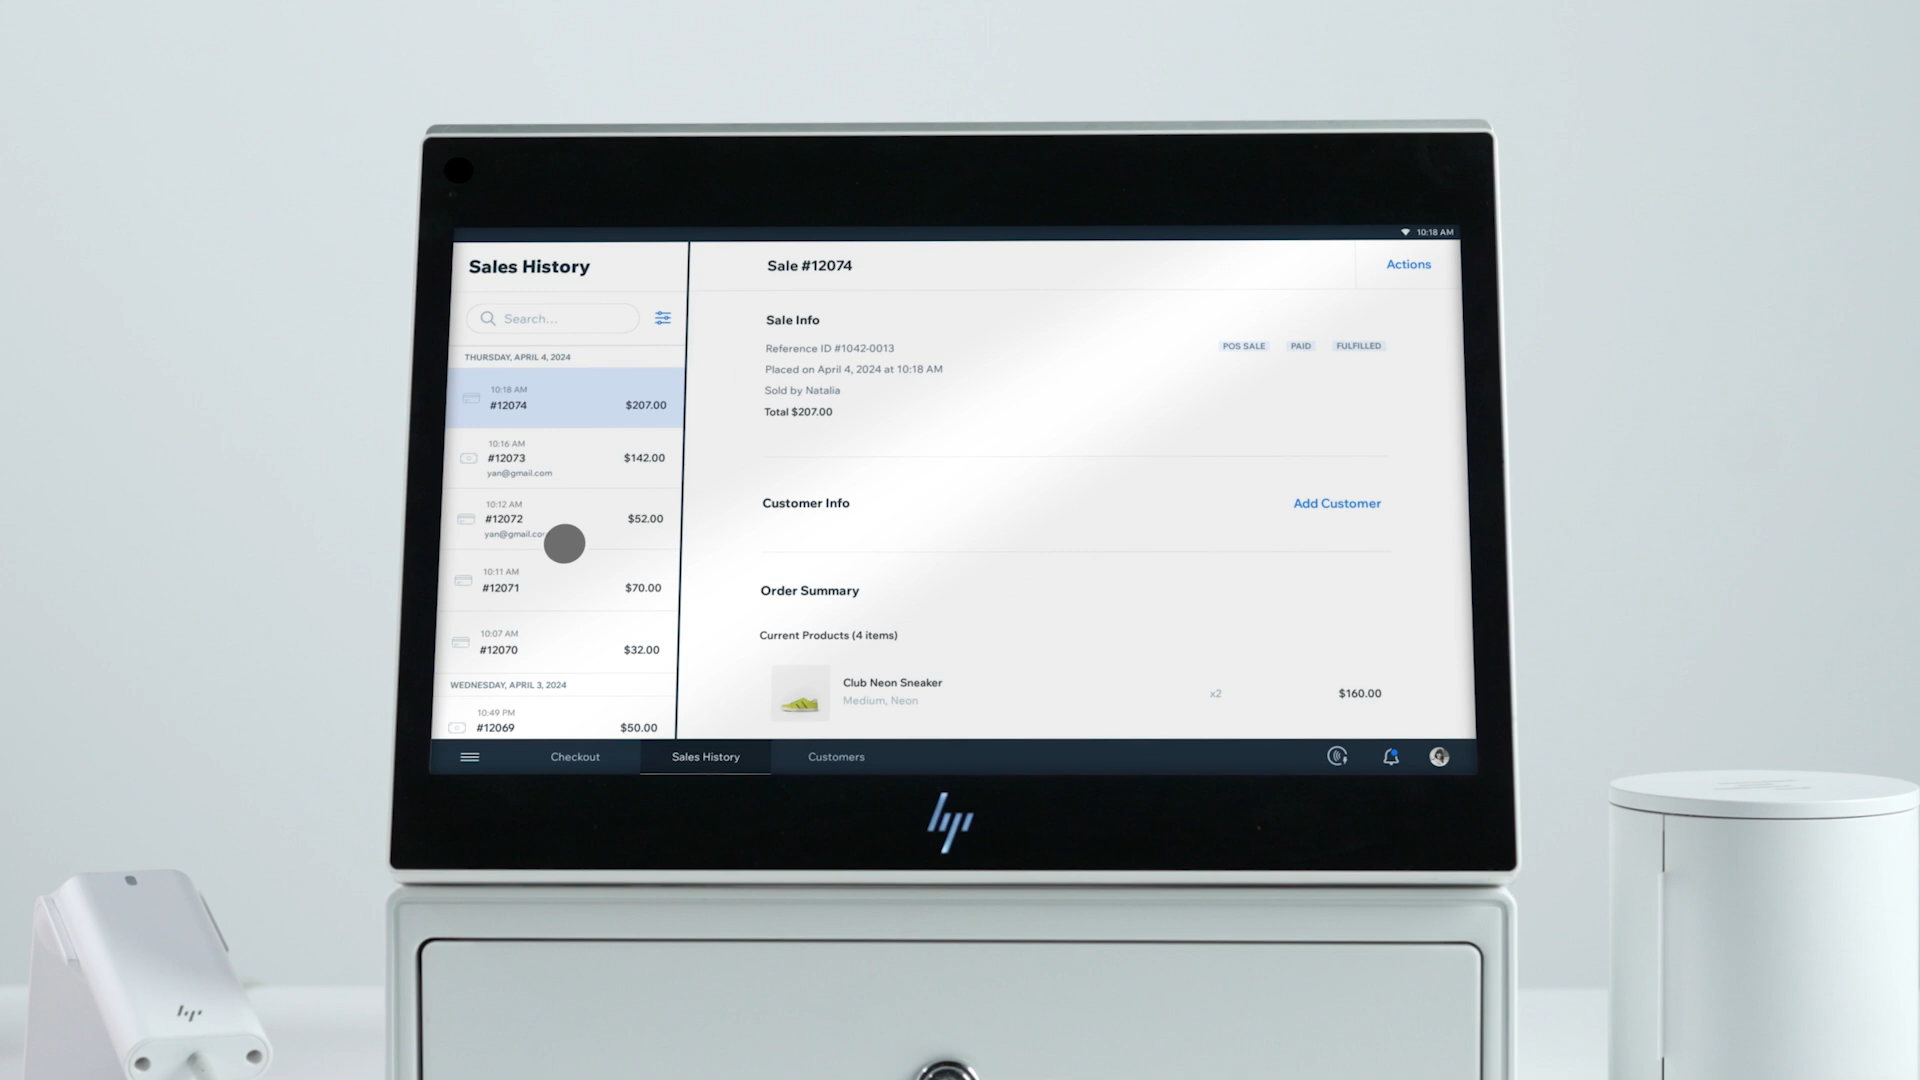 10:18 AM
Sales History
Search...
THURSDAY, APRIL 4, 2024
10:18 AM
#12074
$207.00
10:16 AM
#12073
$142.00
yan@gmail.com
10:12 AM
#12072
$52.00
yan@gmail.co
10:11 AM
#12071
$70.00
10:07 AM
#12070
$32.00
WEDNESDAY, APRIL 3, 2024
10:49 PM
#12069
$50.00
Sale #12074
Actions
Sale Info
Reference ID #1042-0013
POS SALE PAID FULFILLED
Placed on April 4, 2024 at 10:18 AM
Sold by Natalia
Total $207.00
Customer Info
Add Customer
Order Summary
Current Products (4 items)
Club Neon Sneaker
Medium, Neon
x2
$160.00
Checkout Sales History Customers
hp
hp